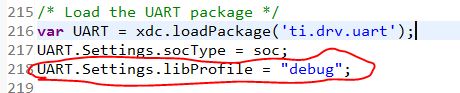 215 /* Load the UART package */
216 var UART = xdc.loadPackage('ti.drv.uart');
217 UART.Settings.socType = soc;
218 UART.Settings.libProfile = "debug";
219